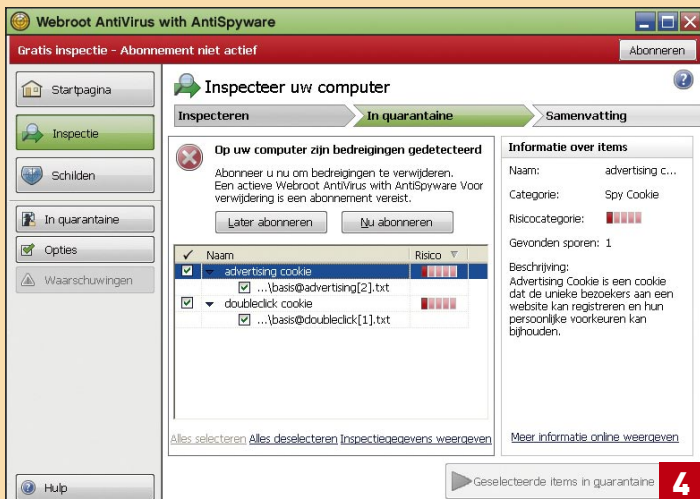 Webroot AntiVirus with AntiSpyware
Gratis inspectie - Abonnement niet actief
Abonneren
Startpagina
Inspectie
Schilden
In quarantaine
Opties
Waarschuwingen
Hulp
Inspecteer uw computer
Inspecteren
In quarantaine
Samenvatting
Op uw computer zijn bedreigingen gedetecteerd
Abonneer u nu om bedreigingen te verwijderen.
Een actieve Webroot AntiVirus with AntiSpyware Voor
verwijdering is een abonnement vereist.
Later abonneren
Nu abonneren
Naam
Risico
advertising cookie
...\basis@advertising[2].txt
doubleclick cookie
...\basis@doubleclick[1].txt
Alles selecteren Alles deselecteren Inspectiegegevens weergeven
Informatie over items
Naam: advertising c...
Categorie: Spy Cookie
Risicocategorie:
Gevonden sporen: 1
Beschrijving:
Advertising Cookie is een cookie
dat de unieke bezoekers aan een
website kan registreren en hun
persoonlijke voorkeuren kan
bijhouden.
Meer informatie online weergeven
Geselecteerde items in quarantaine
4